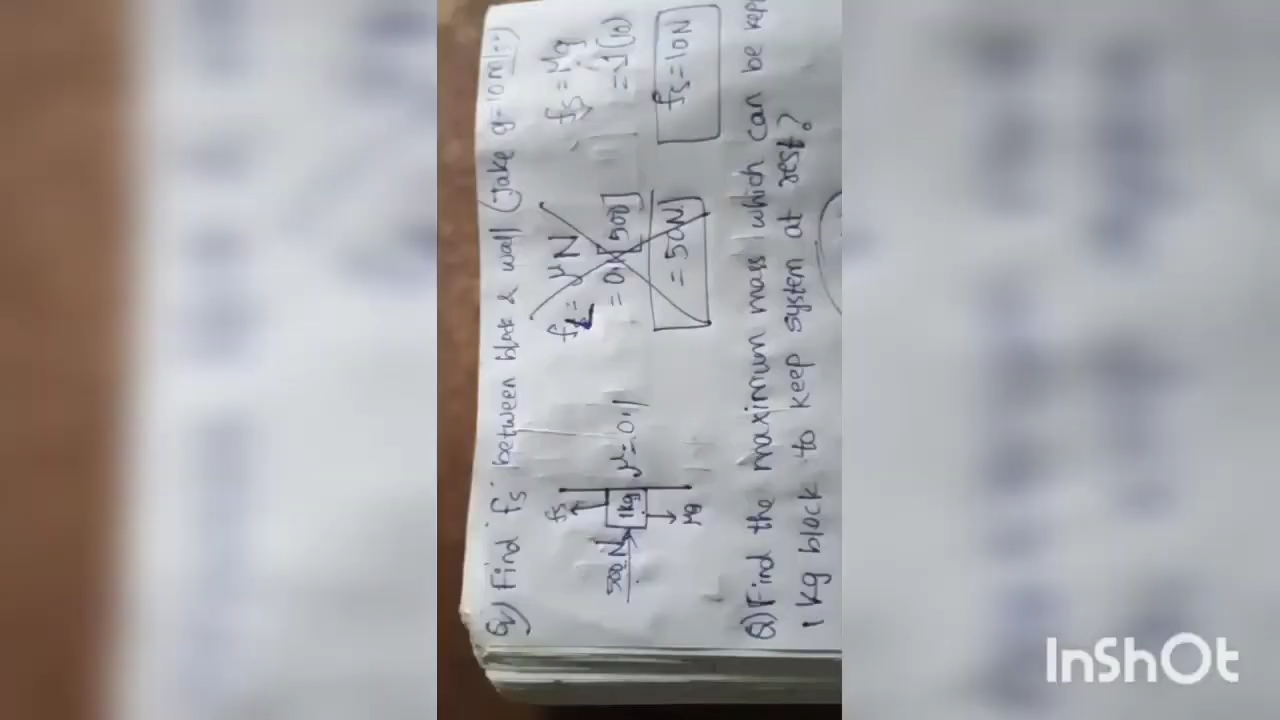 Q) Find "fs" between block & wall (Take g=10m/s²)
500N
fs
1kg
Mg
μ=0.1
fL = μN
= 0.1[500]
= 50N
fs = Mg
= 1(10)
fs = 10N
Q) Find the maximum mass which can be kept
1 kg block to keep system at rest?
InShOt